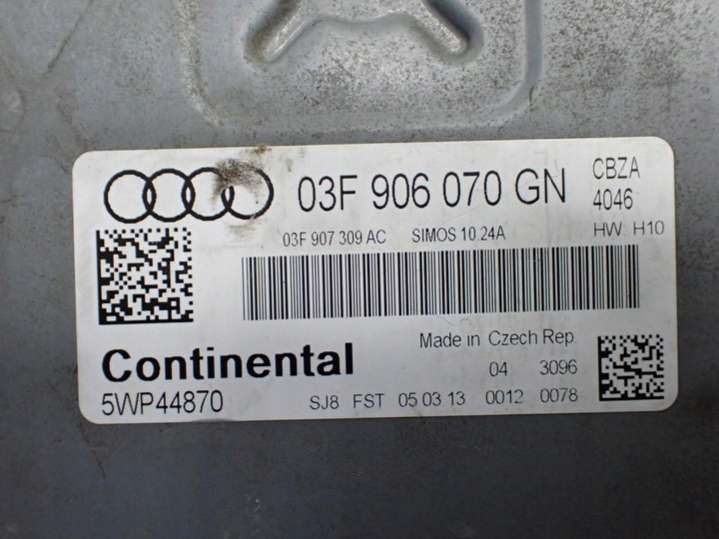 03F 906 070 GN
CBZA
4046
03F 907 309 AC SIMOS 10.24A
HW H10
Continental
Made in Czech Rep
04 3096
5WP44870
SJ8 FST 05 03 13 0012 0078